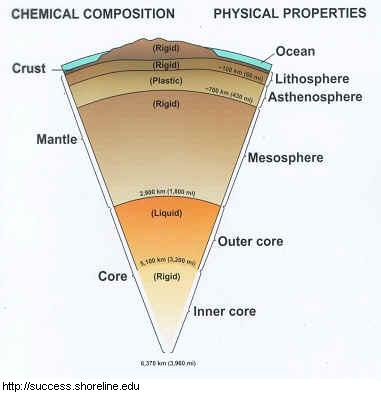 CHEMICAL COMPOSITION
PHYSICAL PROPERTIES
(Rigid)
Ocean
Crust
(Rigid)
~100 km (60 mi)
Lithosphere
(Plastic)
~700 km (430 mi)
Asthenosphere
(Rigid)
Mantle
Mesosphere
2,900 km (1,800 mi)
(Liquid)
Outer core
5,100 km (3,200 mi)
Core
(Rigid)
Inner core
6,370 km (3,960 mi)
http://success.shoreline.edu